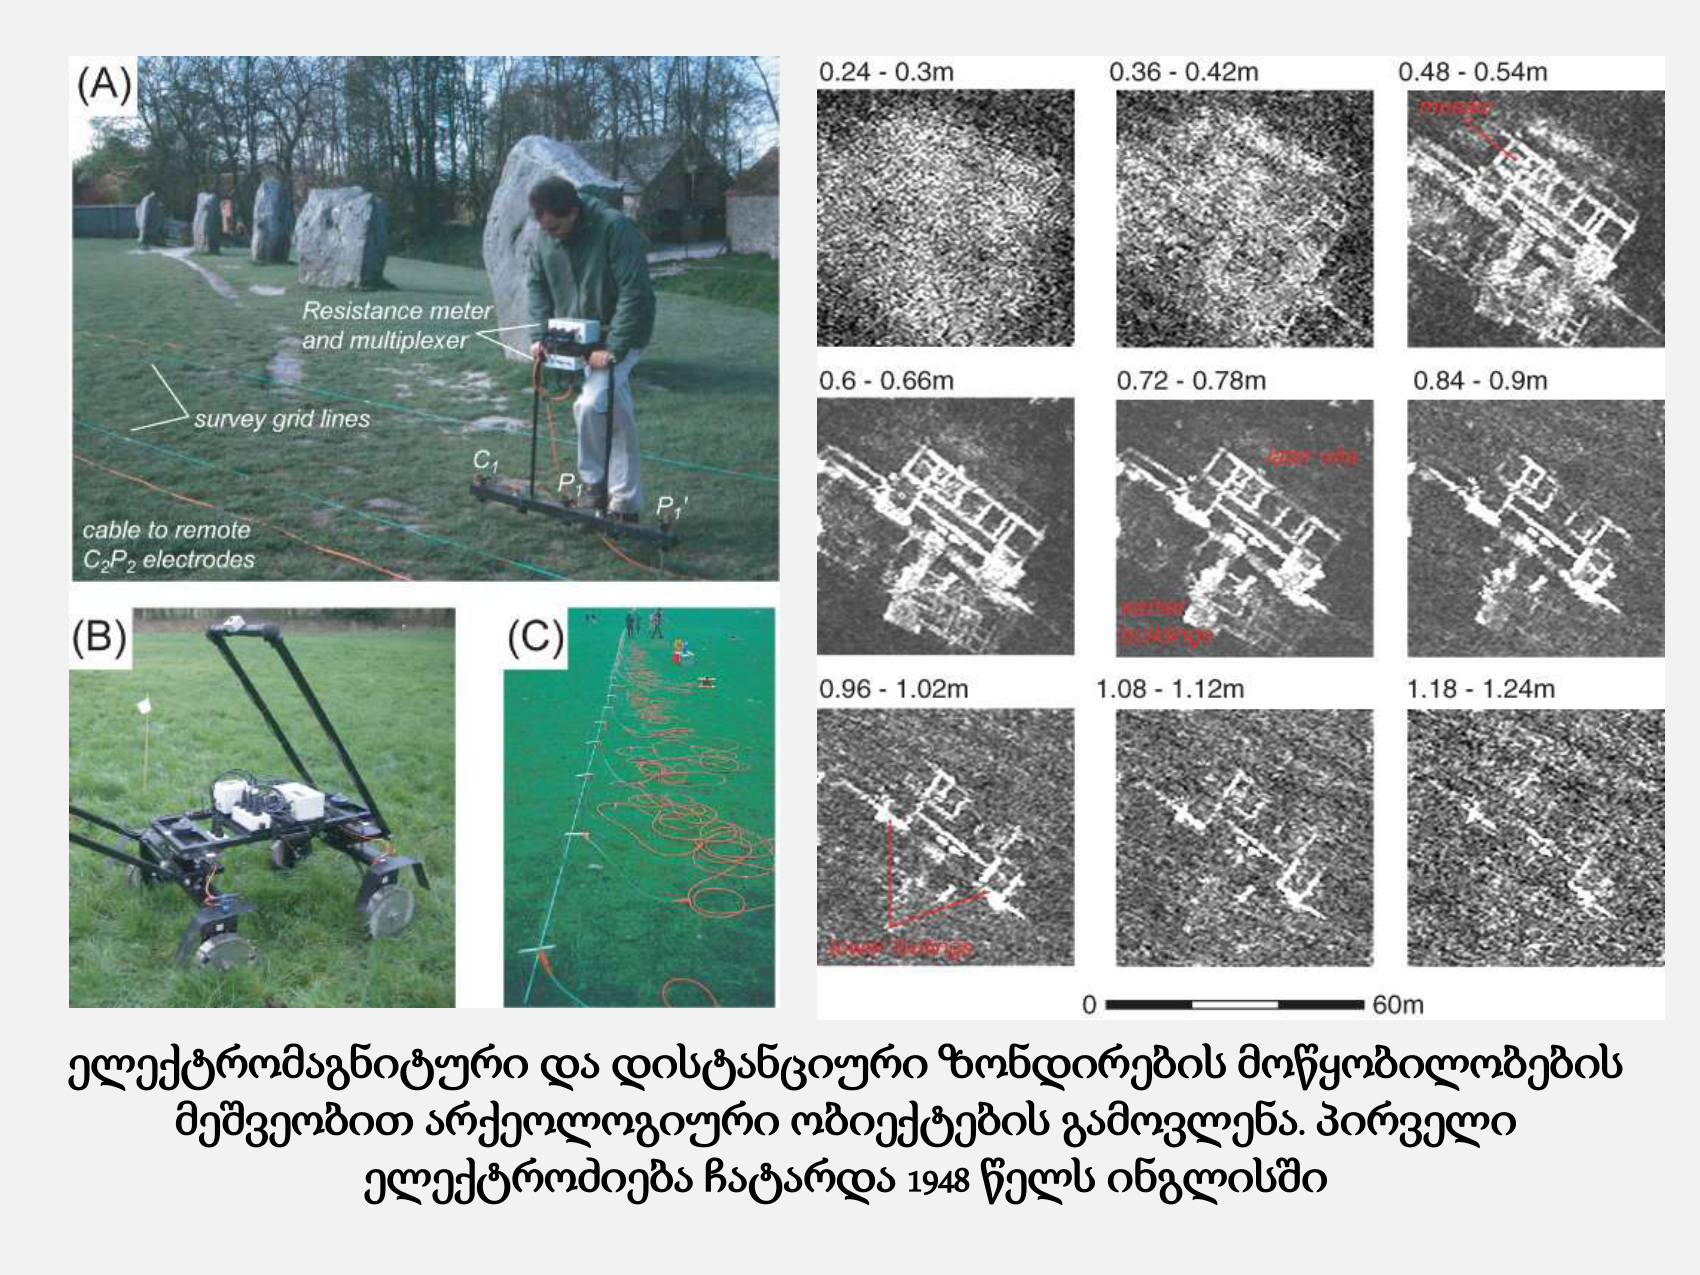 (A)
Resistance meter
and multiplexer
survey grid lines
C₁
P₁
P₁'
cable to remote
C₂P₂ electrodes
(B)
(C)
0.24 - 0.3m
0.36 - 0.42m
0.48 - 0.54m
mosaic
0.6 - 0.66m
0.72 - 0.78m
0.84 - 0.9m
later villa
earlier
buildings
0.96 - 1.02m
1.08 - 1.12m
1.18 - 1.24m
tower footings
0
60m
ელექტრომაგნიტური და დისტანციური ზონდირების მოწყობილობების
მეშვეობით არქეოლოგიური ობიექტების გამოვლენა. პირველი
ელექტროძიება ჩატარდა 1948 წელს ინგლისში